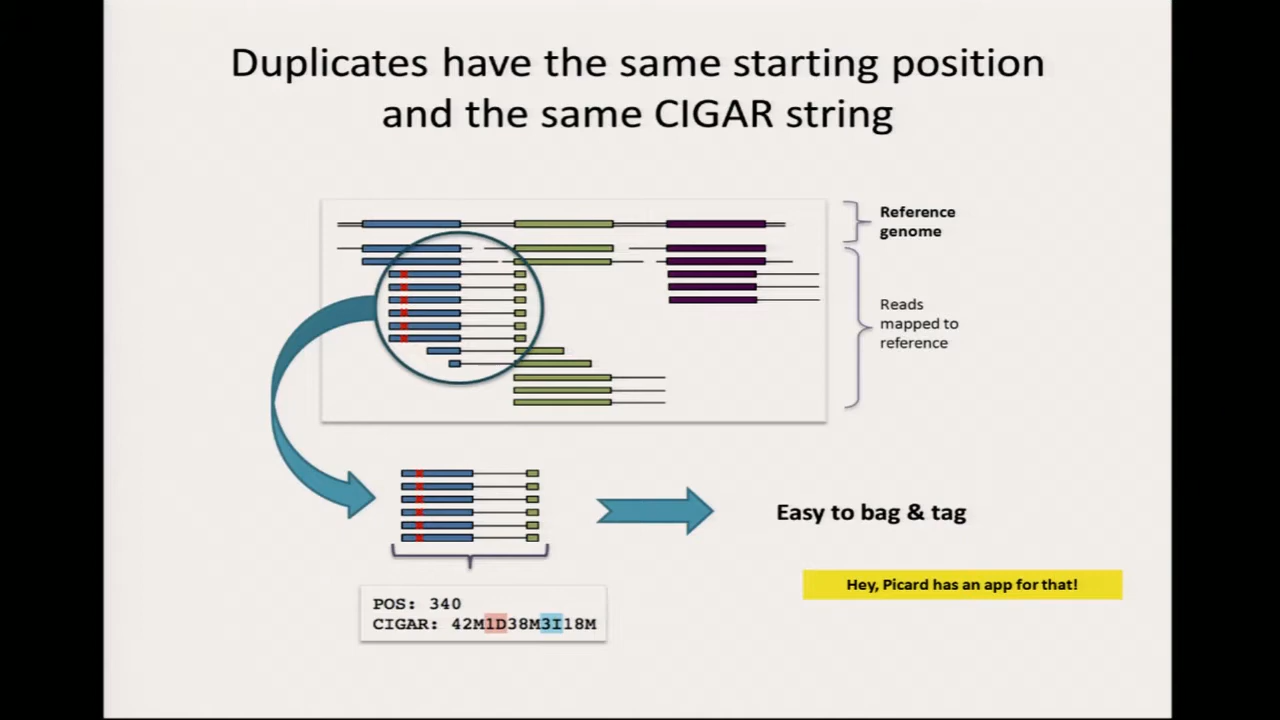 Duplicates have the same starting position
and the same CIGAR string
Reference
genome
Reads
mapped to
reference
Easy to bag & tag
Hey, Picard has an app for that!
POS: 340
CIGAR: 42M1D38M3I18M